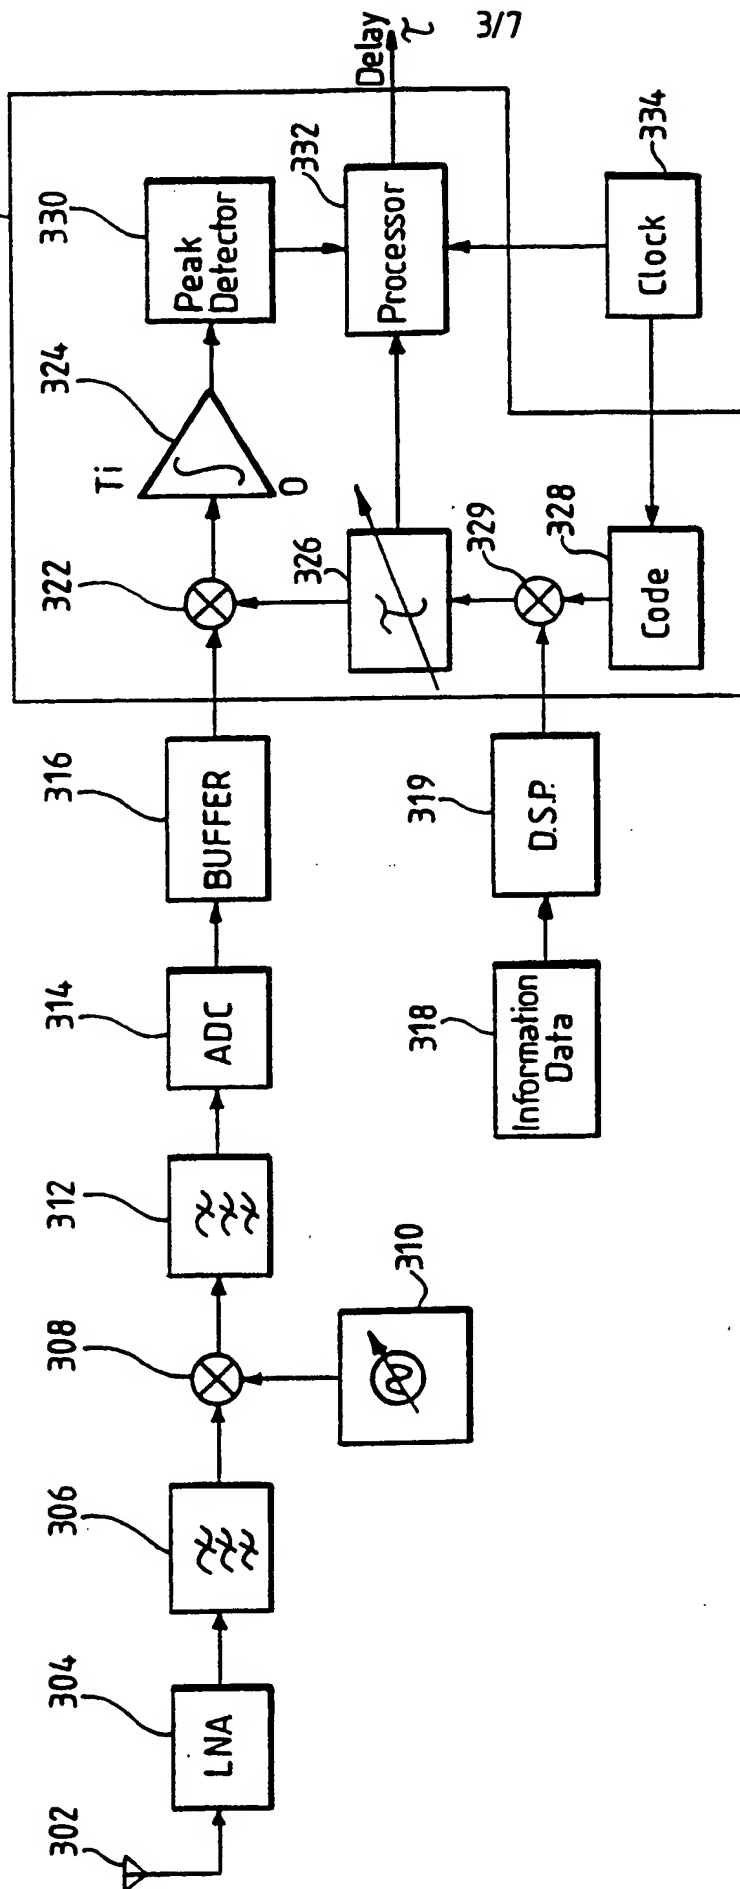 3/7
302
304
LNA
306
308
310
312
314
ADC
316
BUFFER
318
Information
Data
319
D.S.P.
322
Ti
O
324
326
τ
329
328
Code
330
Peak
Detector
332
Processor
334
Clock
Delay
τ